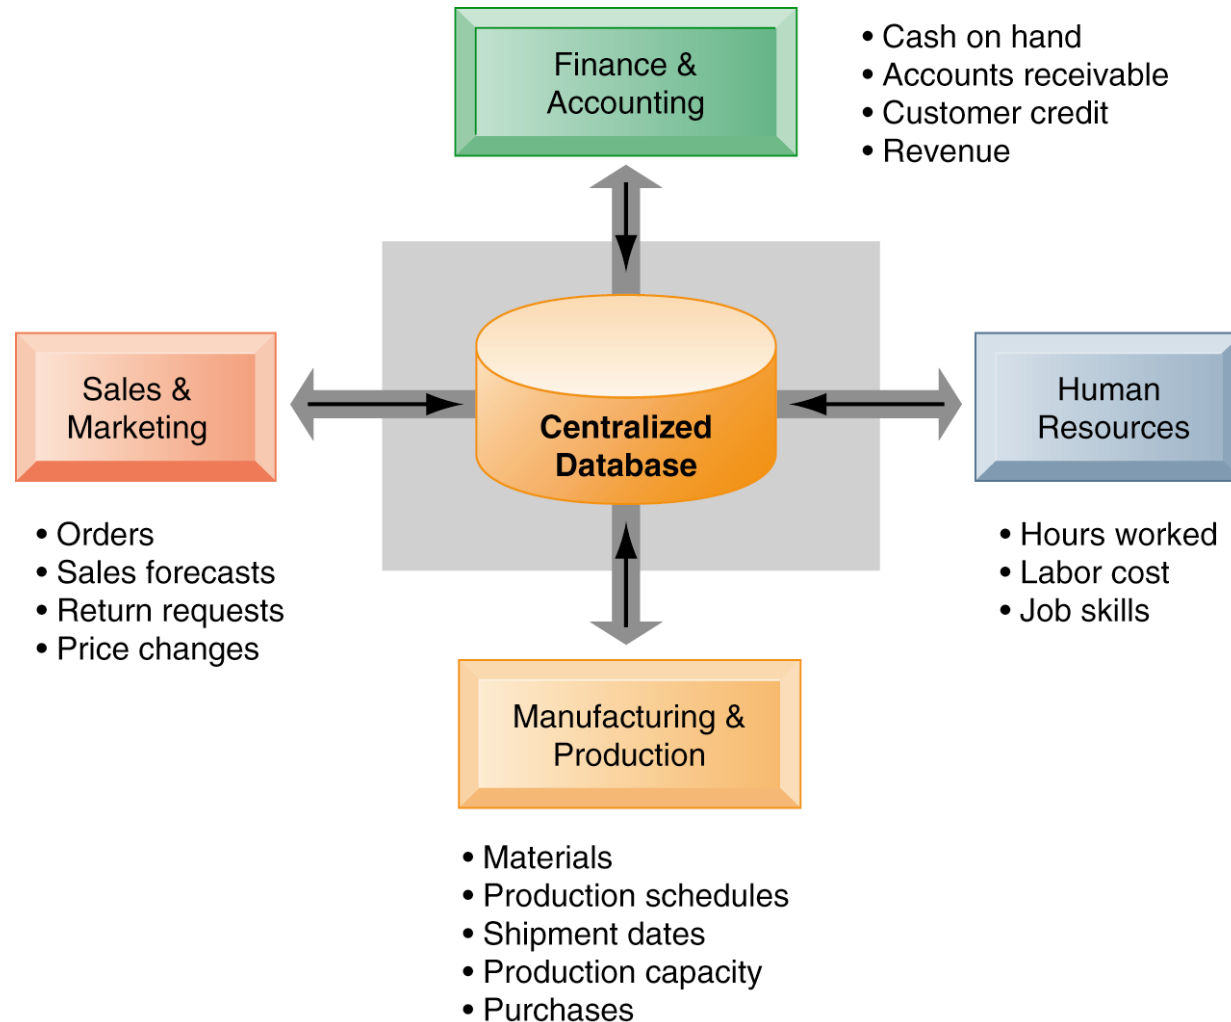 Finance &
Accounting
• Cash on hand
• Accounts receivable
• Customer credit
• Revenue
Sales &
Marketing
• Orders
• Sales forecasts
• Return requests
• Price changes
Centralized
Database
Human
Resources
• Hours worked
• Labor cost
• Job skills
Manufacturing &
Production
• Materials
• Production schedules
• Shipment dates
• Production capacity
• Purchases